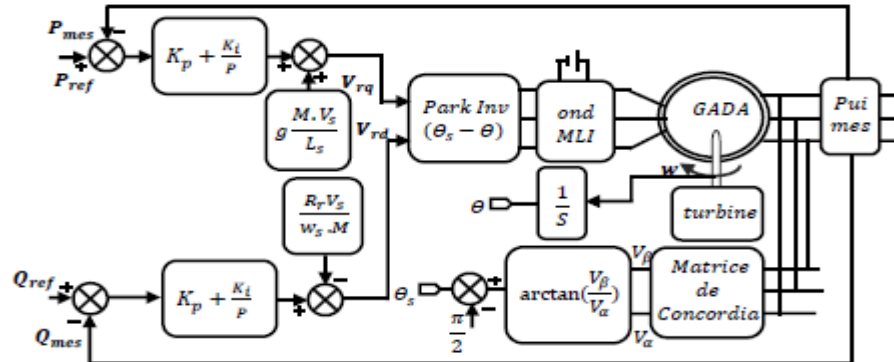 P_mes
P_ref
K_p + K_i/P
g M.V_s/L_s
V_rq
V_rd
Park Inv
(θ_s − θ)
ond
MLI
GADA
Pui
mes
w
θ
1/S
turbine
R_r V_s/w_s.M
Q_ref
Q_mes
K_p + K_i/P
θ_s
π/2
arctan(V_β/V_α)
V_β
V_α
Matrice
de
Concordia